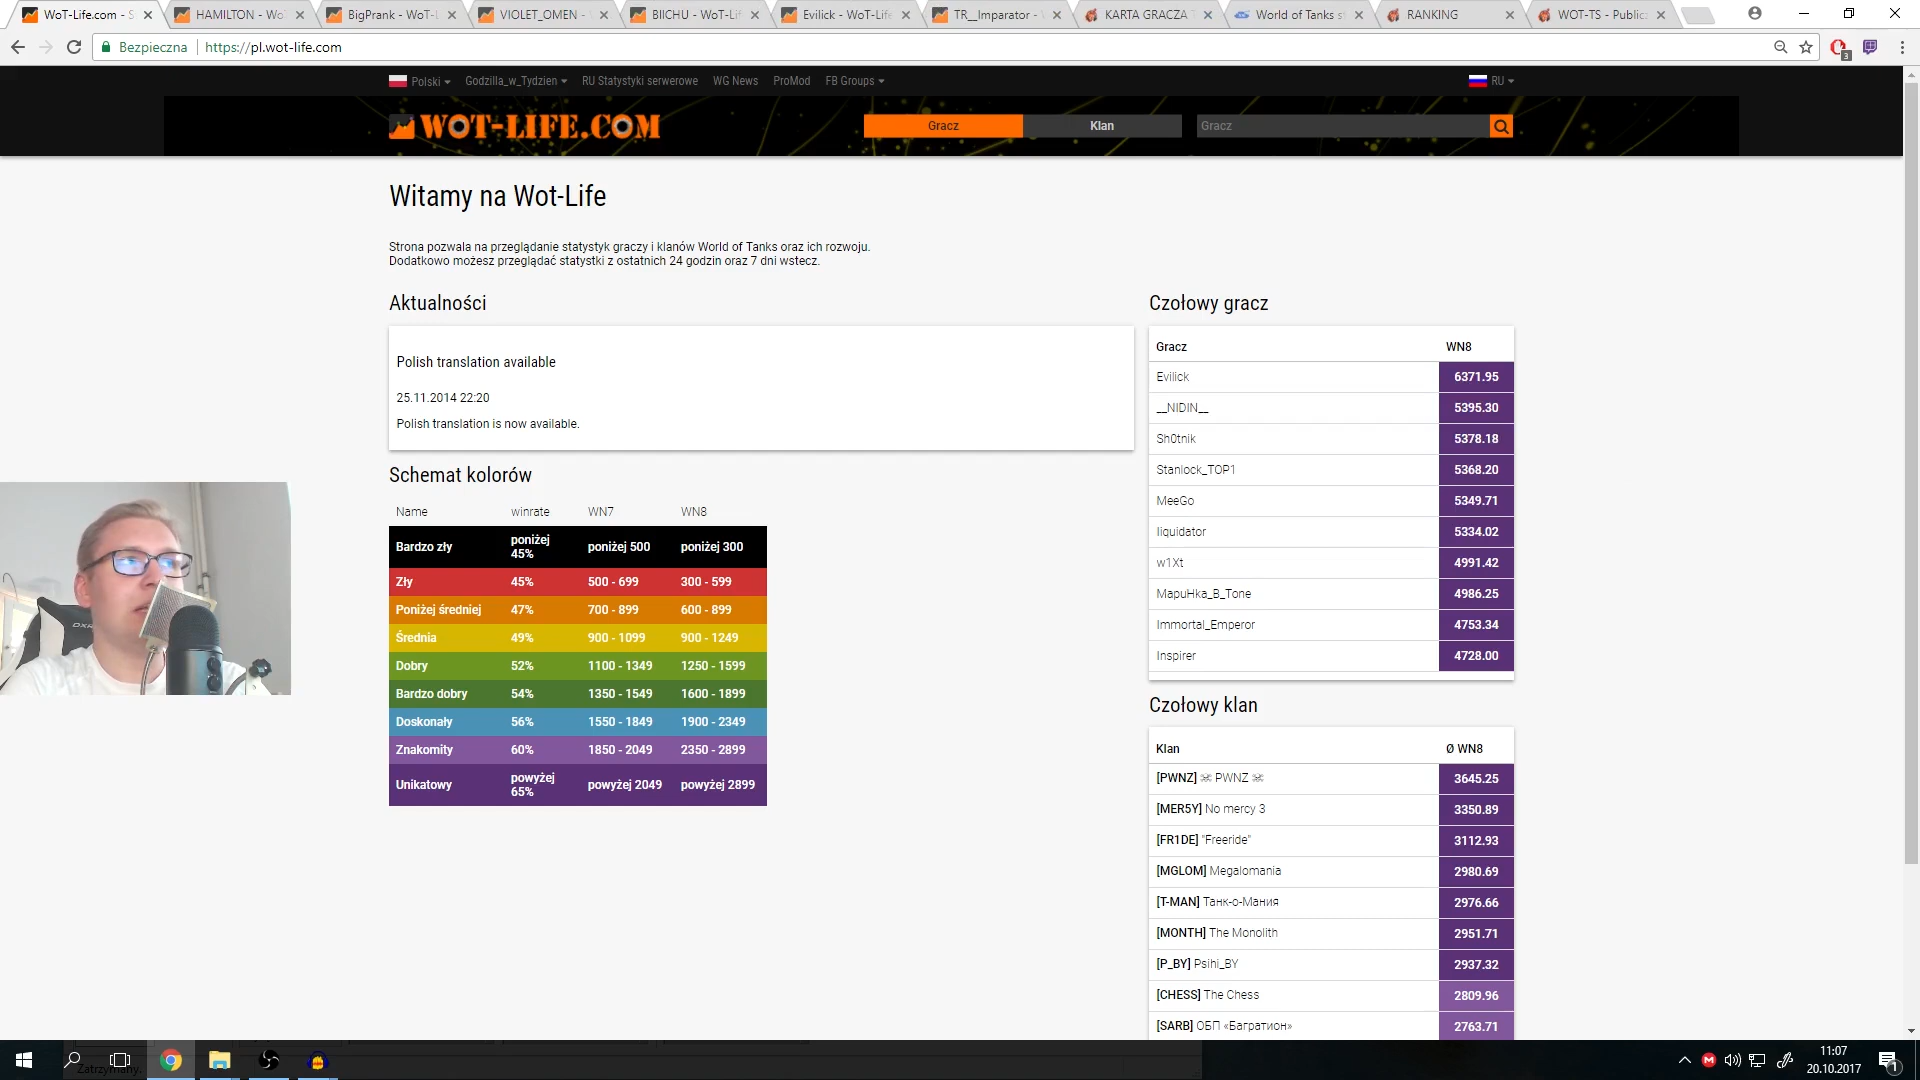 WoT-Life.com - S
HAMILTON - Wo
BigPrank - WoT-L
VIOLET_OMEN -
BIICHU - WoT-Lif
Evilick - WoT-Life
TR__Imparator -
KARTA GRACZA
World of Tanks s
RANKING
WOT-TS - Public
Bezpieczna
https://pl.wot-life.com
3
Polski
Godzilla_w_Tydzien
RU Statystyki serwerowe
WG News
ProMod
FB Groups
RU
WOT-LIFE.COM
Gracz
Klan
Gracz
Witamy na Wot-Life
Strona pozwala na przeglądanie statystyk graczy i klanów World of Tanks oraz ich rozwoju.
Dodatkowo możesz przeglądać statystki z ostatnich 24 godzin oraz 7 dni wstecz.
Aktualności
Polish translation available
25.11.2014 22:20
Polish translation is now available.
Schemat kolorów
Name winrate WN7 WN8
Bardzo zły poniżej 45% poniżej 500 poniżej 300
Zły 45% 500 - 699 300 - 599
Poniżej średniej 47% 700 - 899 600 - 899
Średnia 49% 900 - 1099 900 - 1249
Dobry 52% 1100 - 1349 1250 - 1599
Bardzo dobry 54% 1350 - 1549 1600 - 1899
Doskonały 56% 1550 - 1849 1900 - 2349
Znakomity 60% 1850 - 2049 2350 - 2899
Unikatowy powyżej 65% powyżej 2049 powyżej 2899
Czołowy gracz
Gracz WN8
Evilick 6371.95
__NIDIN__ 5395.30
Sh0tnik 5378.18
Stanlock_TOP1 5368.20
MeeGo 5349.71
liquidator 5334.02
w1Xt 4991.42
MapuHka_B_Tone 4986.25
Immortal_Emperor 4753.34
Inspirer 4728.00
Czołowy klan
Klan Ø WN8
[PWNZ] ☠ PWNZ ☠ 3645.25
[MER5Y] No mercy 3 3350.89
[FR1DE] "Freeride" 3112.93
[MGLOM] Megalomania 2980.69
[T-MAN] Танк-о-Мания 2976.66
[MONTH] The Monolith 2951.71
[P_BY] Psihi_BY 2937.32
[CHESS] The Chess 2809.96
[SARB] ОБП «Багратион» 2763.71
Zatrzymany.
11:07
20.10.2017
1